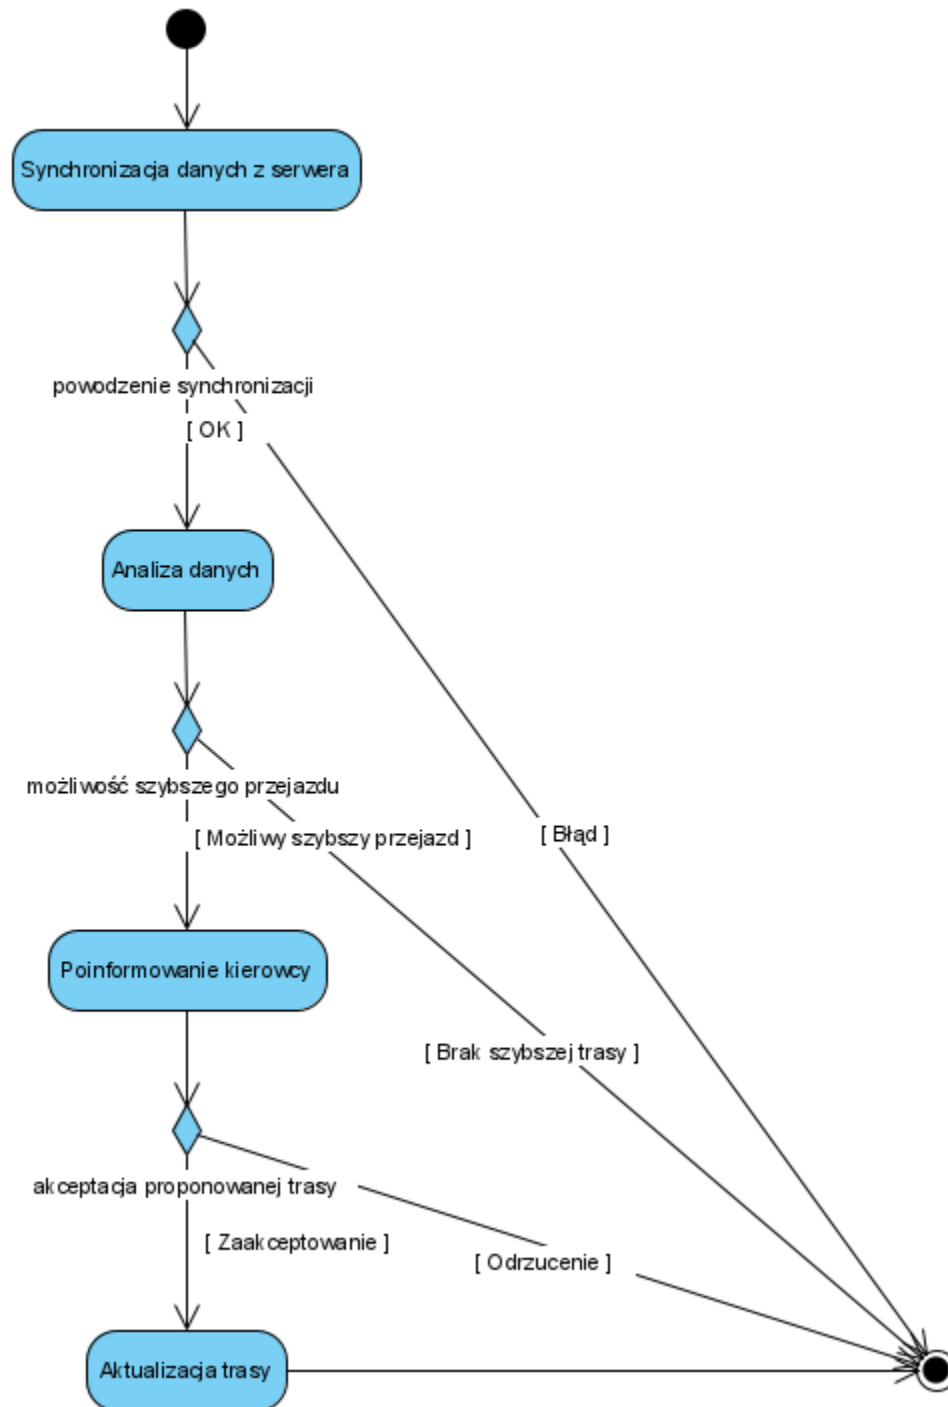 Synchronizacja danych z serwera
powodzenie synchronizacji
[ OK ]
Analiza danych
możliwość szybszego przejazdu
[ Możliwy szybszy przejazd ]
[ Błąd ]
Poinformowanie kierowcy
[ Brak szybszej trasy ]
akceptacja proponowanej trasy
[ Zaakceptowanie ]
[ Odrzucenie ]
Aktualizacja trasy